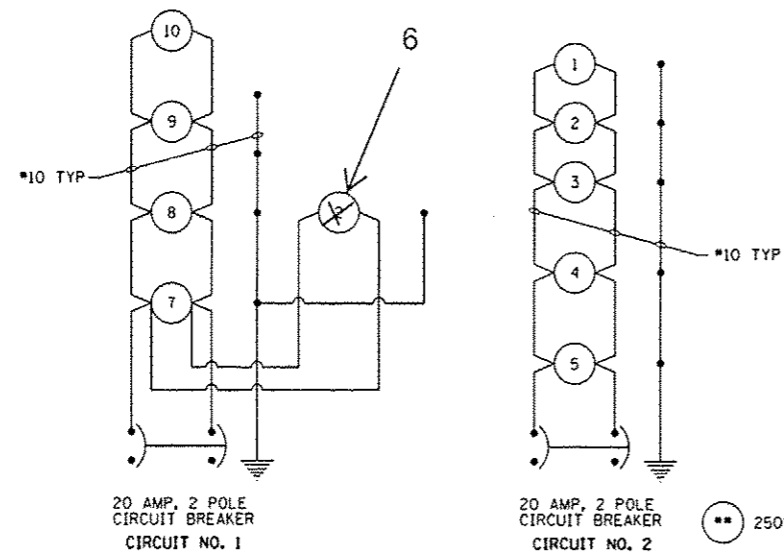 10
6
9
*10 TYP
8
7
20 AMP, 2 POLE
CIRCUIT BREAKER
CIRCUIT NO. 1
1
2
3
*10 TYP
4
5
20 AMP, 2 POLE
CIRCUIT BREAKER
CIRCUIT NO. 2
** 250